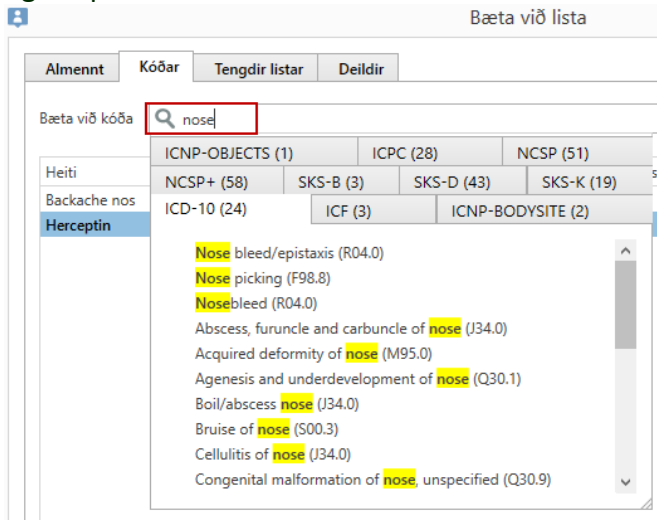 Bæta við lista
Almennt Kóðar Tengdir listar Deildir
Bæta við kóða nose
ICNP-OBJECTS (1) ICPC (28) NCSP (51)
Heiti NCSP+ (58) SKS-B (3) SKS-D (43) SKS-K (19)
Backache nos ICD-10 (24) ICF (3) ICNP-BODYSITE (2)
Herceptin
Nose bleed/epistaxis (R04.0)
Nose picking (F98.8)
Nosebleed (R04.0)
Abscess, furuncle and carbuncle of nose (J34.0)
Acquired deformity of nose (M95.0)
Agenesis and underdevelopment of nose (Q30.1)
Boil/abscess nose (J34.0)
Bruise of nose (S00.3)
Cellulitis of nose (J34.0)
Congenital malformation of nose, unspecified (Q30.9)